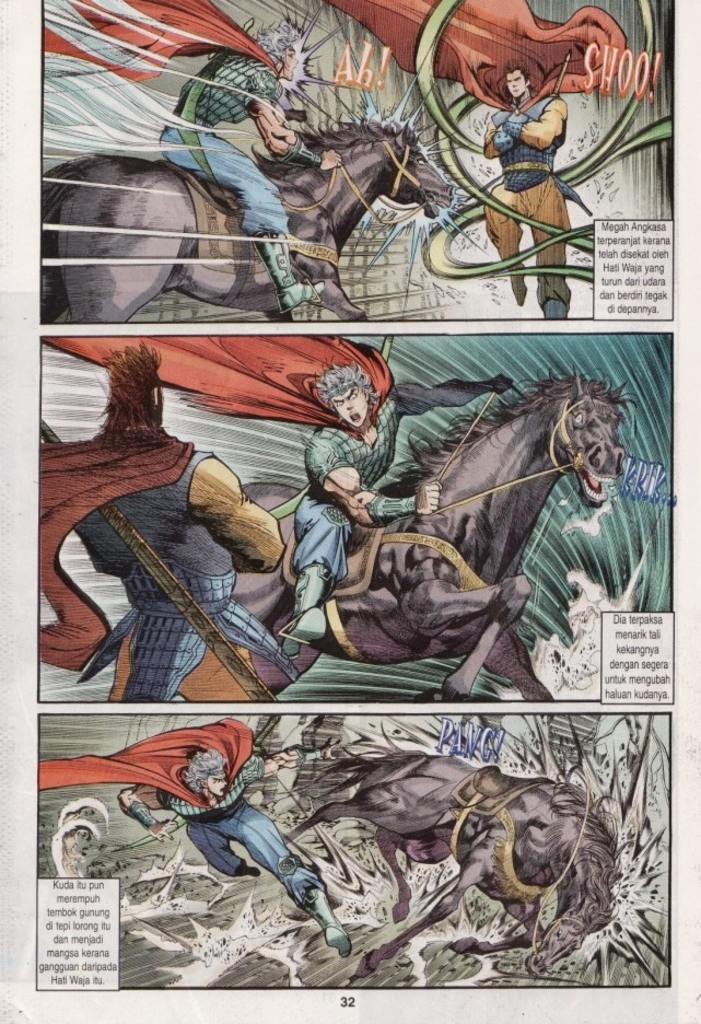 Ah!
SHOO!
Megah Angkasa
terperanjat kerana
telah disekat oleh
Hati Waja yang
turun dari udara
dan berdiri tegak
di depannya.
KRIK...
Dia terpaksa
menarik tali
kekangnya
dengan segera
untuk mengubah
haluan kudanya.
PANG!
Kuda itu pun
merempuh
tembok gunung
di tepi lorong itu
dan menjadi
mangsa kerana
gangguan daripada
Hati Waja itu.
32